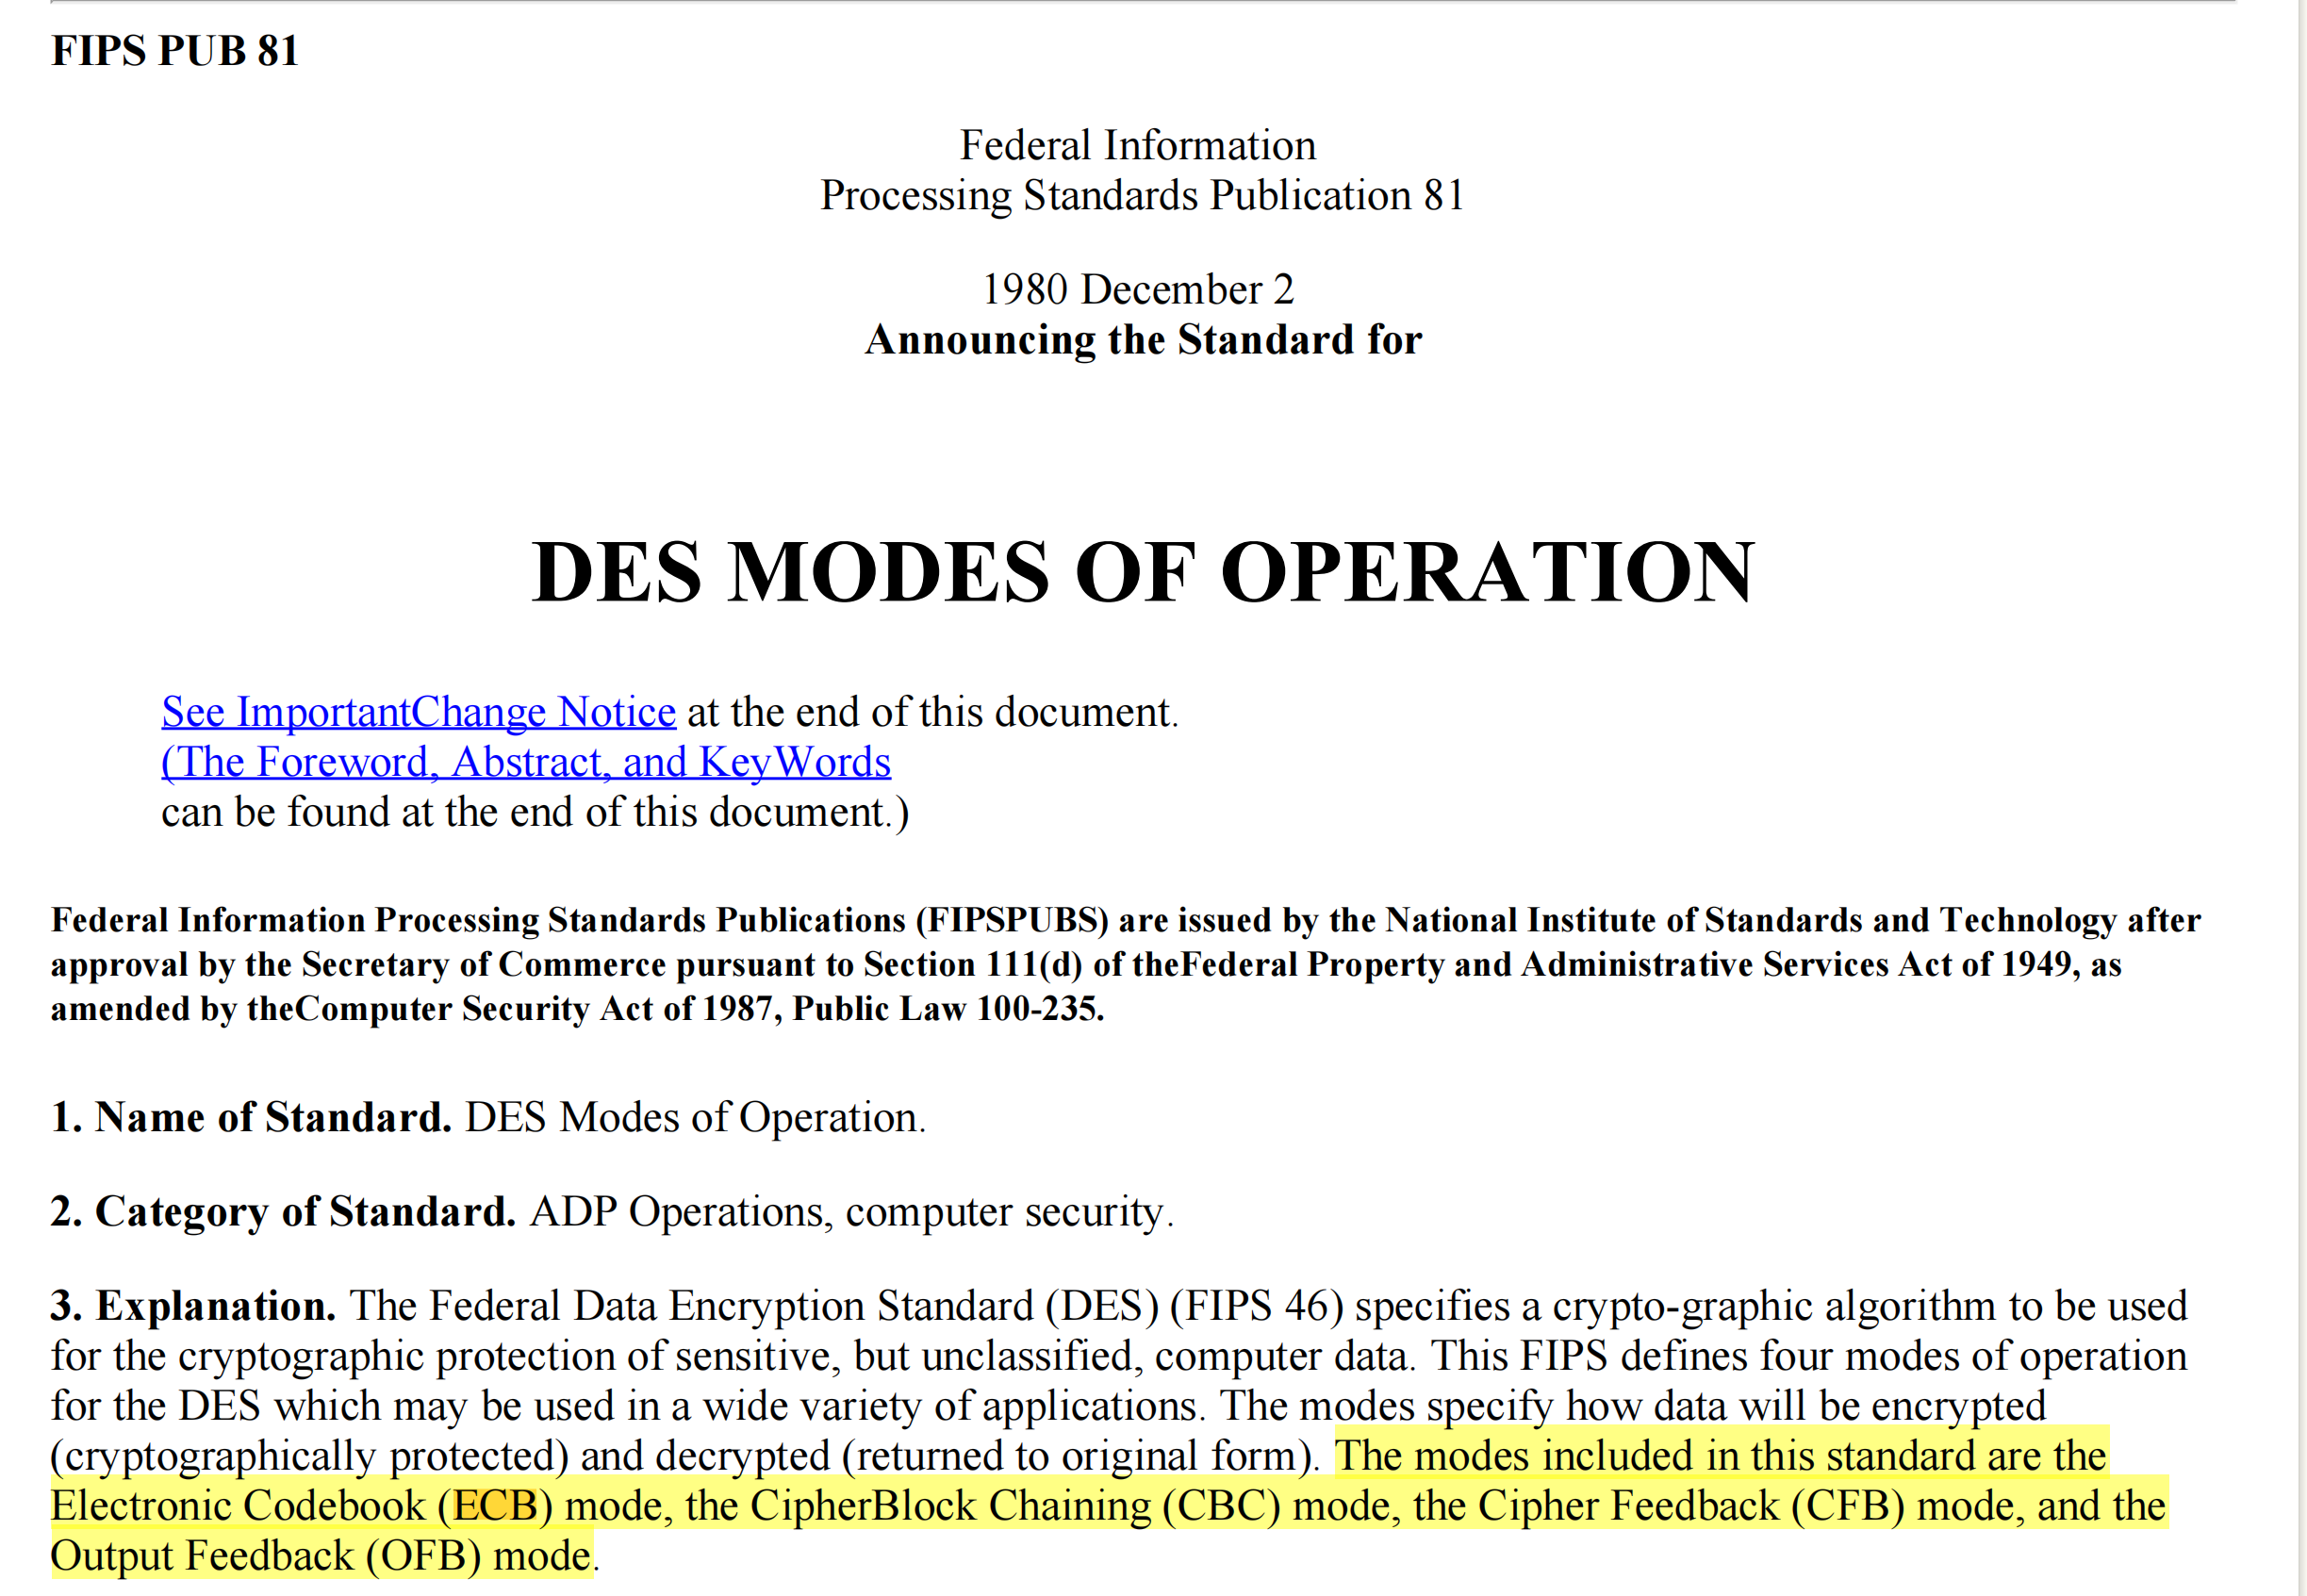 FIPS PUB 81
Federal Information
Processing Standards Publication 81
1980 December 2
Announcing the Standard for
DES MODES OF OPERATION
See ImportantChange Notice at the end of this document.
(The Foreword, Abstract, and KeyWords
can be found at the end of this document.)
Federal Information Processing Standards Publications (FIPSPUBS) are issued by the National Institute of Standards and Technology after
approval by the Secretary of Commerce pursuant to Section 111(d) of theFederal Property and Administrative Services Act of 1949, as
amended by theComputer Security Act of 1987, Public Law 100-235.
1. Name of Standard. DES Modes of Operation.
2. Category of Standard. ADP Operations, computer security.
3. Explanation. The Federal Data Encryption Standard (DES) (FIPS 46) specifies a crypto-graphic algorithm to be used
for the cryptographic protection of sensitive, but unclassified, computer data. This FIPS defines four modes of operation
for the DES which may be used in a wide variety of applications. The modes specify how data will be encrypted
(cryptographically protected) and decrypted (returned to original form). The modes included in this standard are the
Electronic Codebook (ECB) mode, the CipherBlock Chaining (CBC) mode, the Cipher Feedback (CFB) mode, and the
Output Feedback (OFB) mode.